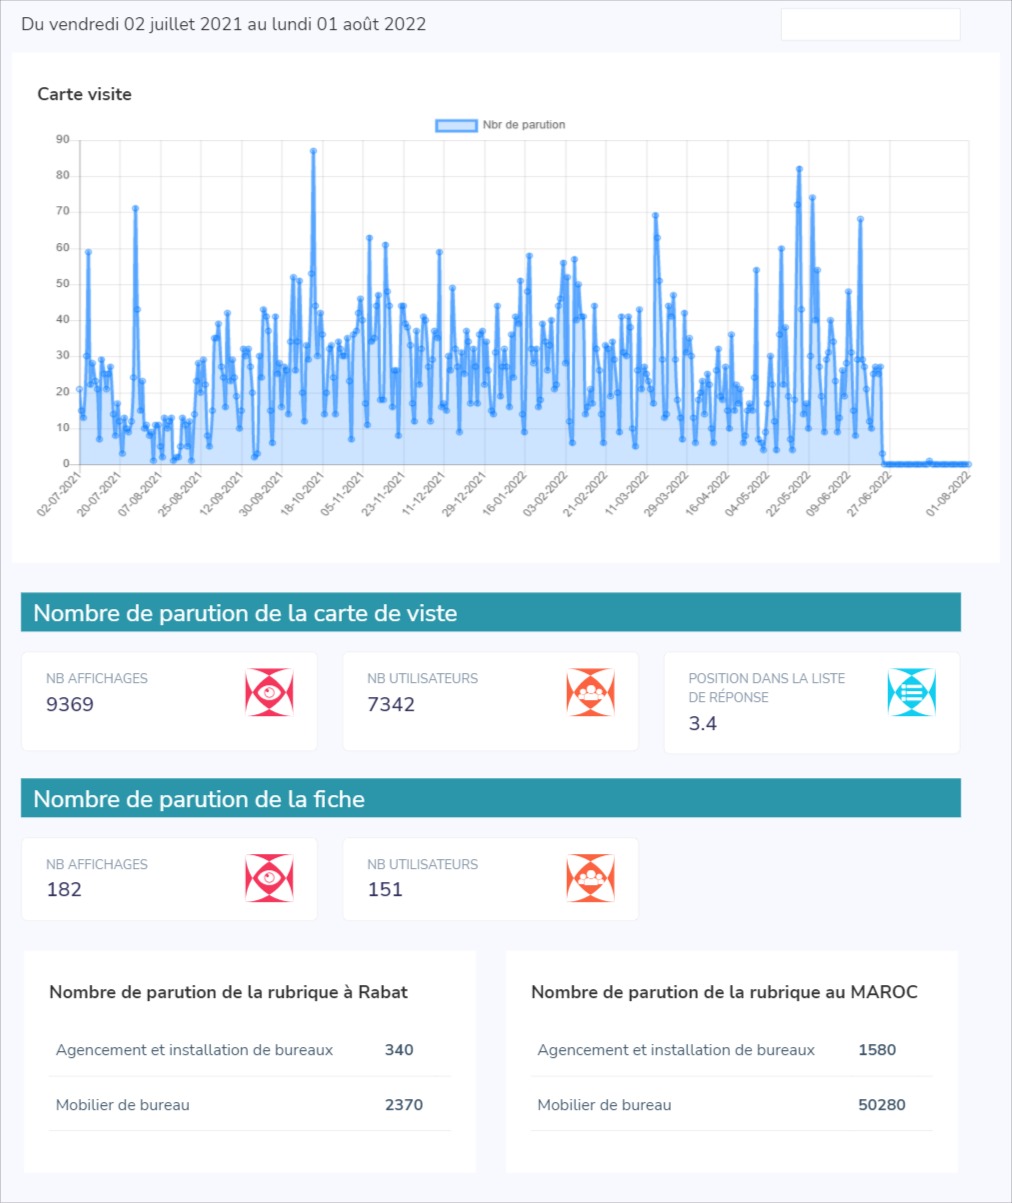 Du vendredi 02 juillet 2021 au lundi 01 août 2022
Carte visite
Nbr de parution
90
80
70
60
50
40
30
20
10
0
02-07-2021
20-07-2021
07-08-2021
25-08-2021
12-09-2021
30-09-2021
18-10-2021
05-11-2021
23-11-2021
11-12-2021
29-12-2021
16-01-2022
03-02-2022
21-02-2022
11-03-2022
29-03-2022
16-04-2022
04-05-2022
22-05-2022
09-06-2022
27-06-2022
01-08-2022
Nombre de parution de la carte de viste
NB AFFICHAGES
9369
NB UTILISATEURS
7342
POSITION DANS LA LISTE
DE RÉPONSE
3.4
Nombre de parution de la fiche
NB AFFICHAGES
182
NB UTILISATEURS
151
Nombre de parution de la rubrique à Rabat
Agencement et installation de bureaux 340
Mobilier de bureau 2370
Nombre de parution de la rubrique au MAROC
Agencement et installation de bureaux 1580
Mobilier de bureau 50280